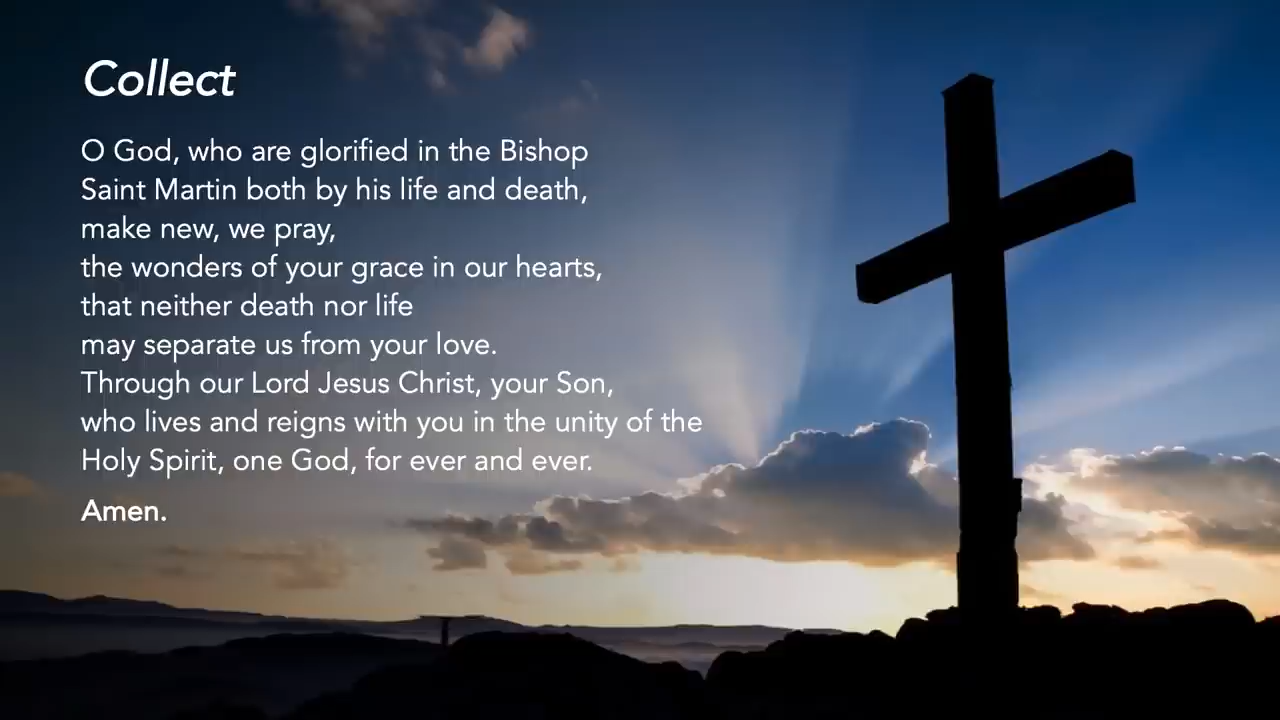 Collect
O God, who are glorified in the Bishop
Saint Martin both by his life and death,
make new, we pray,
the wonders of your grace in our hearts,
that neither death nor life
may separate us from your love.
Through our Lord Jesus Christ, your Son,
who lives and reigns with you in the unity of the
Holy Spirit, one God, for ever and ever.
Amen.